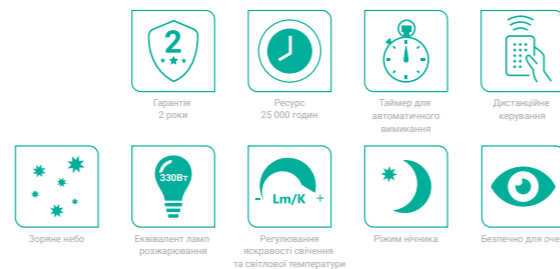 2
Гарантія
2 роки
Ресурс
25 000 годин
Таймер для
автоматичного
вимикання
Дистанційне
керування
Зоряне небо
330Вт
Еквівалент ламп
розжарювання
- Lm/K +
Регулювання
яскравості свічення
та світлової температури
Ріжим нічника
Безпечно для оче